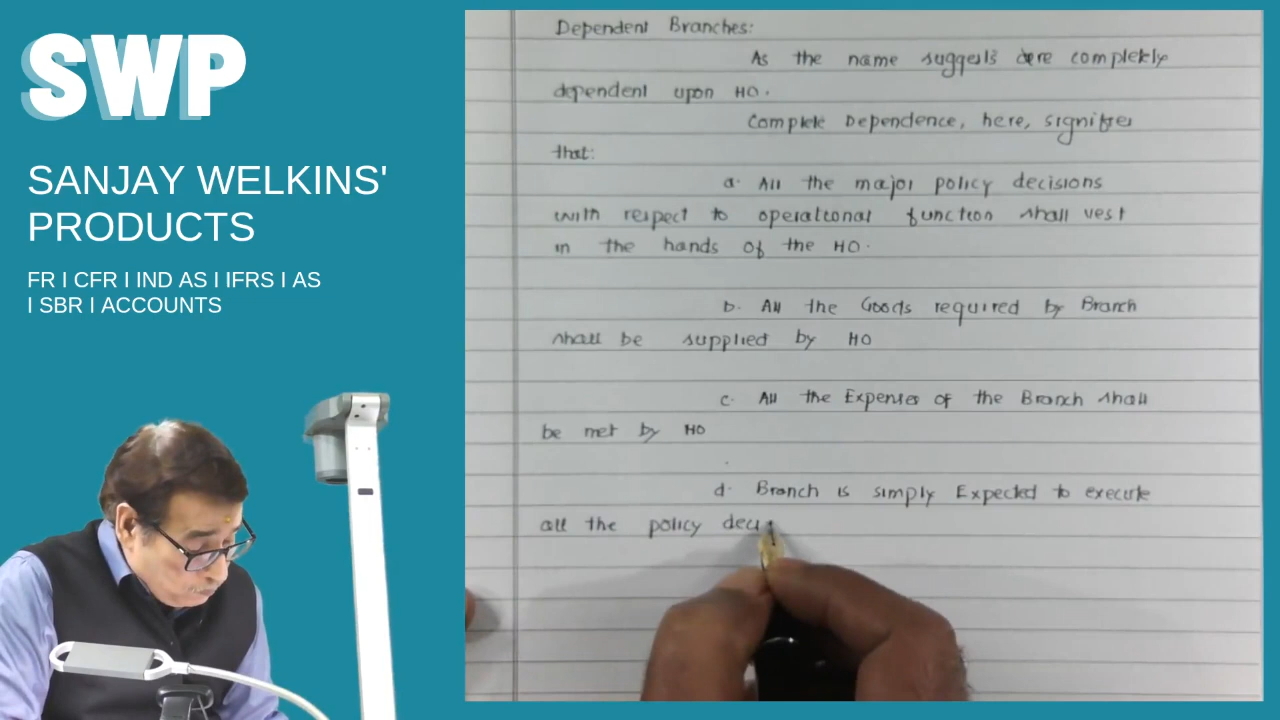 SWP
SANJAY WELKINS'
PRODUCTS
FR I CFR I IND AS I IFRS I AS
I SBR I ACCOUNTS
Dependent Branches:
As the name suggests are completely
dependent upon HO.
Complete Dependence, here, signifies
that:
a. All the major policy decisions
with respect to operational function shall vest
in the hands of the HO.
b. All the Goods required by Branch
shall be supplied by HO
c. All the Expenses of the Branch shall
be met by HO
d. Branch is simply Expected to execute
all the policy deci